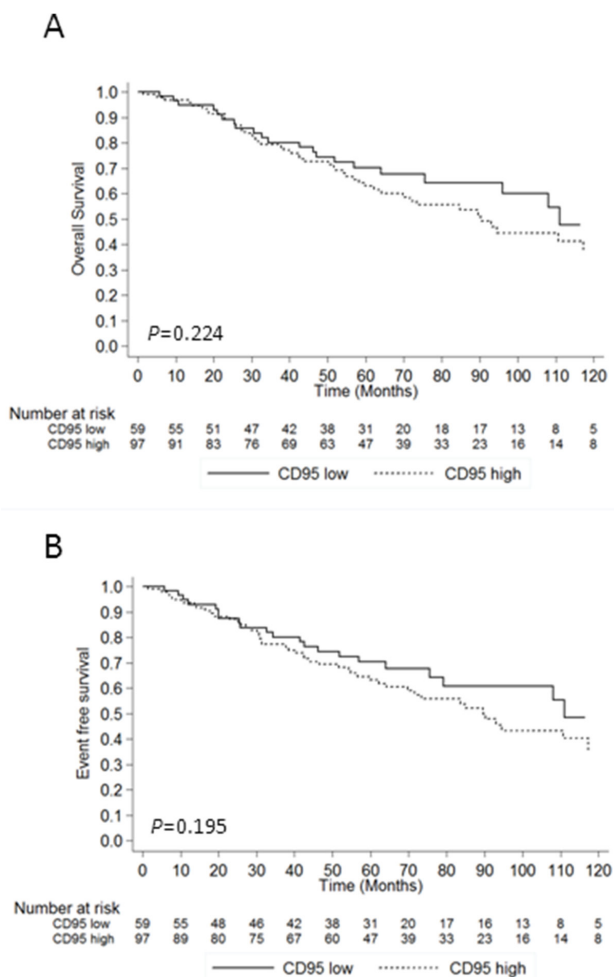 A
Overall Survival
1.0
0.9
0.8
0.7
0.6
0.5
0.4
0.3
0.2
0.1
0.0
P=0.224
0 10 20 30 40 50 60 70 80 90 100 110 120
Time (Months)
Number at risk
CD95 low 59 55 51 47 42 38 31 20 18 17 13 8 5
CD95 high 97 91 83 76 69 63 47 39 33 23 16 14 8
CD95 low CD95 high
B
Event free survival
1.0
0.9
0.8
0.7
0.6
0.5
0.4
0.3
0.2
0.1
0.0
P=0.195
0 10 20 30 40 50 60 70 80 90 100 110 120
Time (Months)
Number at risk
CD95 low 59 55 48 46 42 38 31 20 17 16 13 8 5
CD95 high 97 89 80 75 67 60 47 39 33 23 16 14 8
CD95 low CD95 high